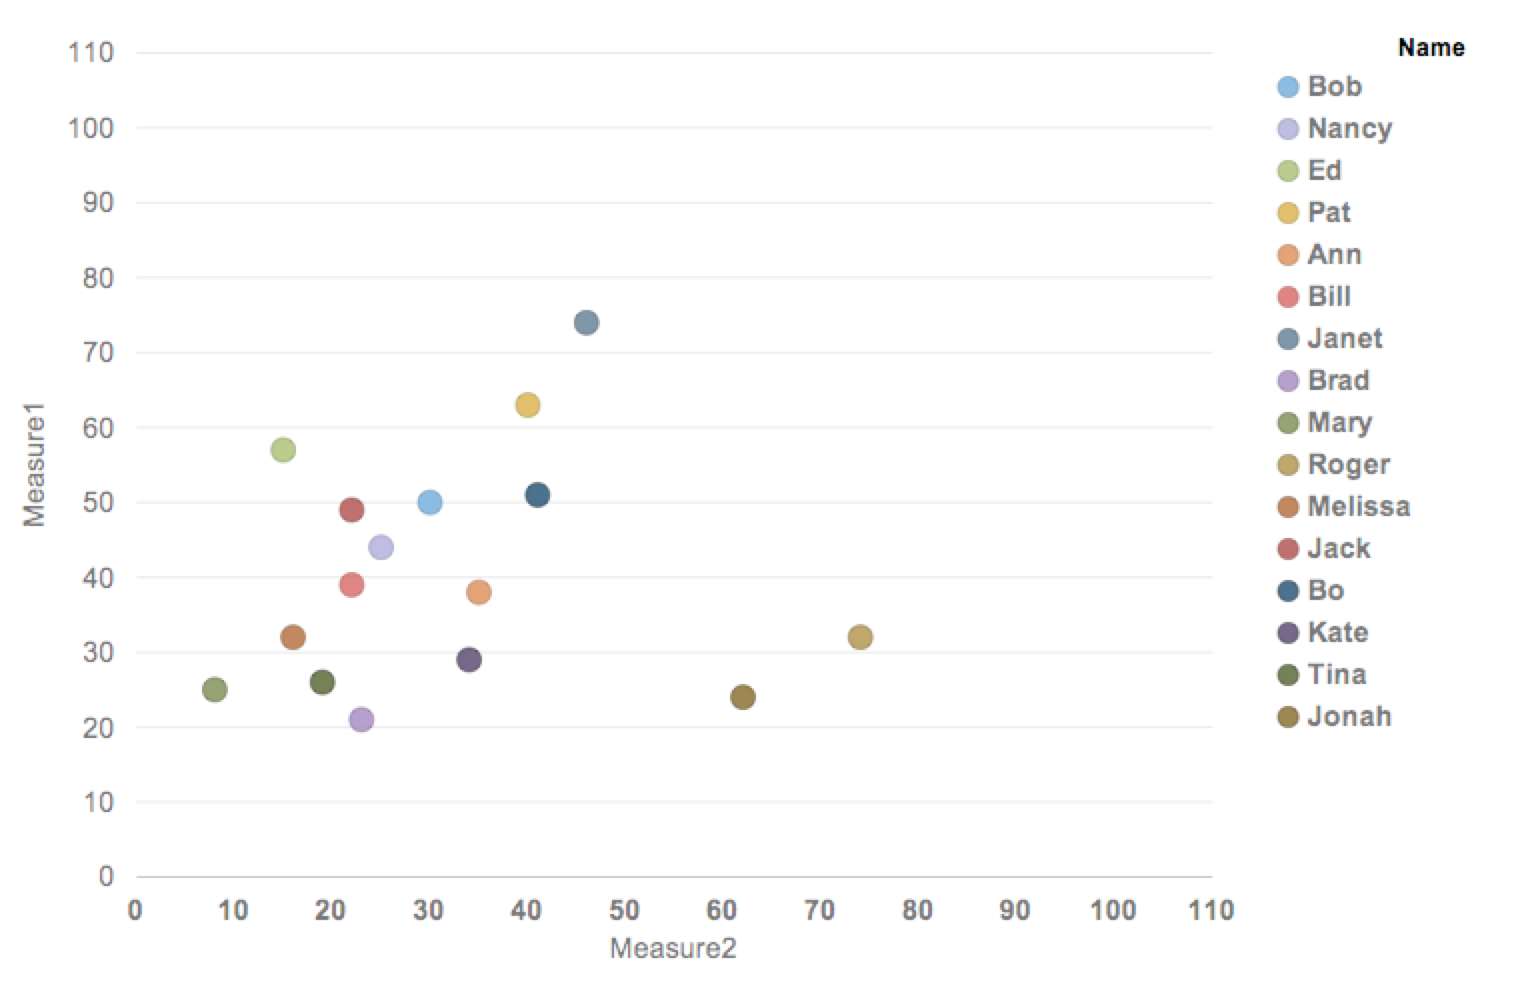 110
100
90
80
70
60
50
40
30
20
10
0
Measure1
0 10 20 30 40 50 60 70 80 90 100 110
Measure2
Name
Bob
Nancy
Ed
Pat
Ann
Bill
Janet
Brad
Mary
Roger
Melissa
Jack
Bo
Kate
Tina
Jonah